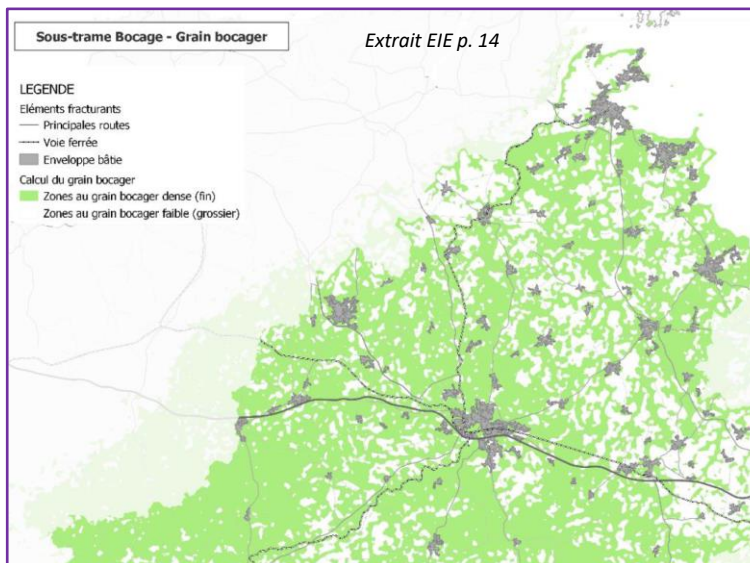 Sous-trame Bocage - Grain bocager
Extrait EIE p. 14
LEGENDE
Eléments fracturants
Principales routes
Voie ferrée
Enveloppe bâtie
Calcul du grain bocager
Zones au grain bocager dense (fin)
Zones au grain bocager faible (grossier)